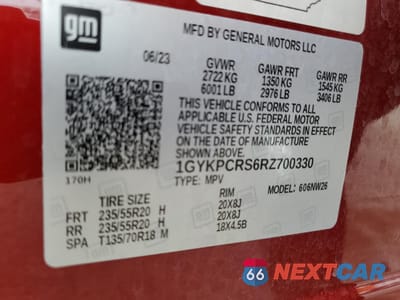 gm
MFD BY GENERAL MOTORS LLC
06/23
GVWR GAWR FRT GAWR RR
2722 KG 1350 KG 1545 KG
6001 LB 2976 LB 3406 LB
THIS VEHICLE CONFORMS TO ALL
APPLICABLE U.S. FEDERAL MOTOR
VEHICLE SAFETY STANDARDS IN EFFECT
ON THE DATE OF MANUFACTURE
SHOWN ABOVE.
1GYKPCRS6RZ700330
TYPE: MPV MODEL: 606NW26
170H
TIRE SIZE RIM
FRT 235/55R20 H 20X8J
RR 235/55R20 H 20X8J
SPA T135/70R18 M 18X4.5B
66 NEXTCAR